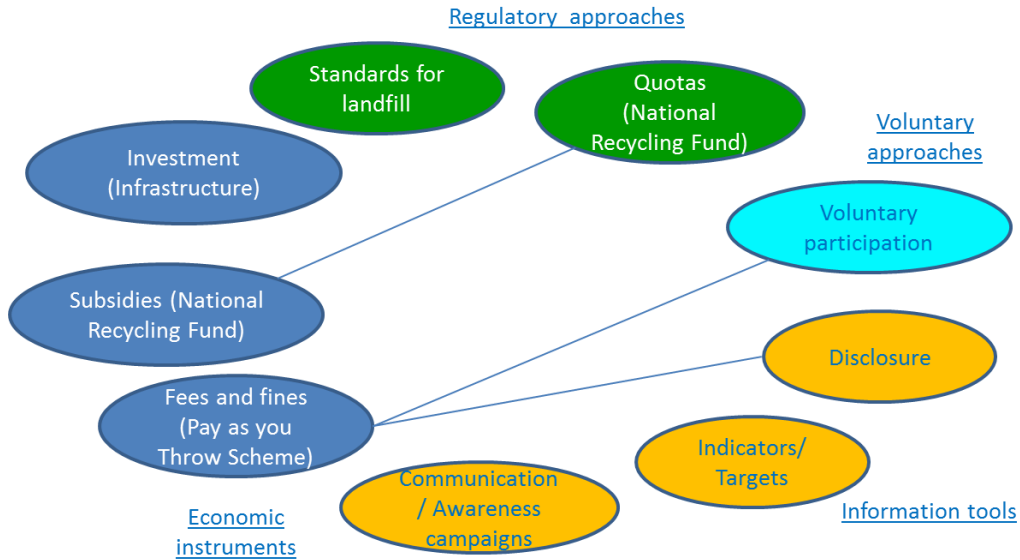 Regulatory approaches
Standards for
landfill
Quotas
(National
Recycling Fund)
Voluntary
approaches
Investment
(Infrastructure)
Voluntary
participation
Subsidies (National
Recycling Fund)
Disclosure
Fees and fines
(Pay as you
Throw Scheme)
Indicators/
Targets
Communication
/ Awareness
campaigns
Information tools
Economic
instruments